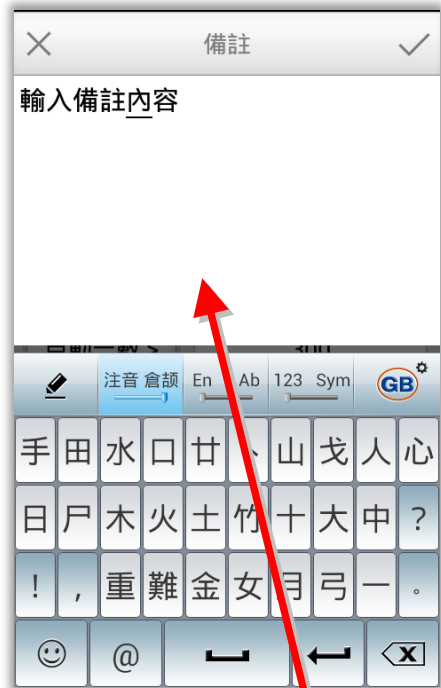 備註
輸入備註內容
注音 倉頡 En Ab 123 Sym GB
手 田 水 口 廿 卜 山 戈 人 心
日 尸 木 火 土 竹 十 大 中 ?
! , 重 難 金 女 月 弓 一 。
@